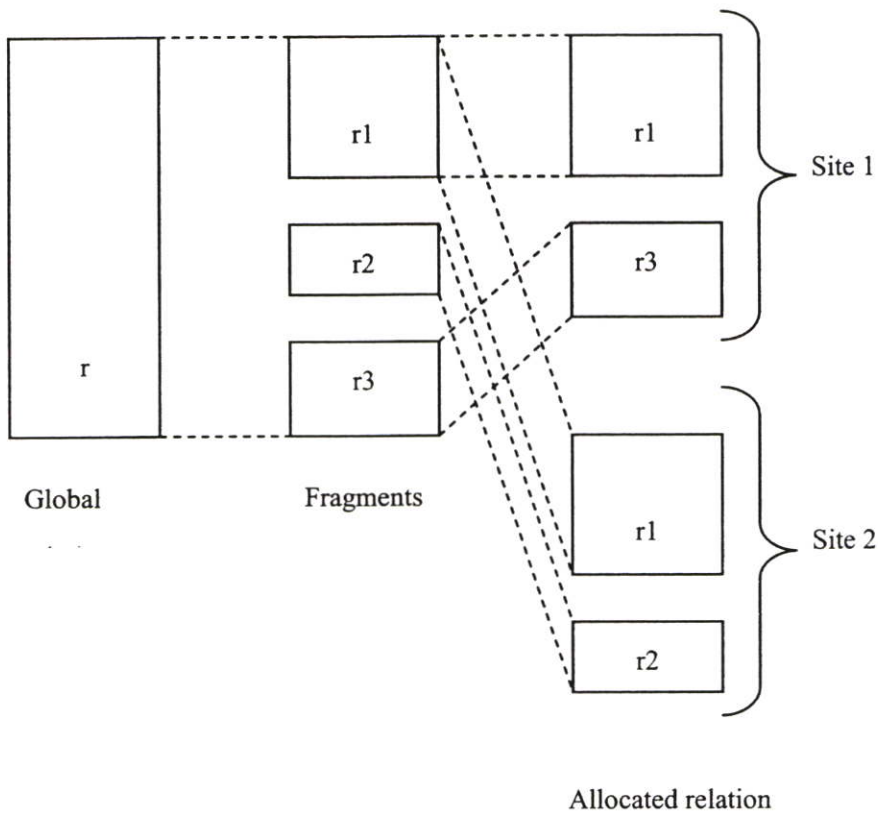 r1
r1
Site 1
r2
r3
r
r3
Global
Fragments
r1
Site 2
r2
Allocated relation